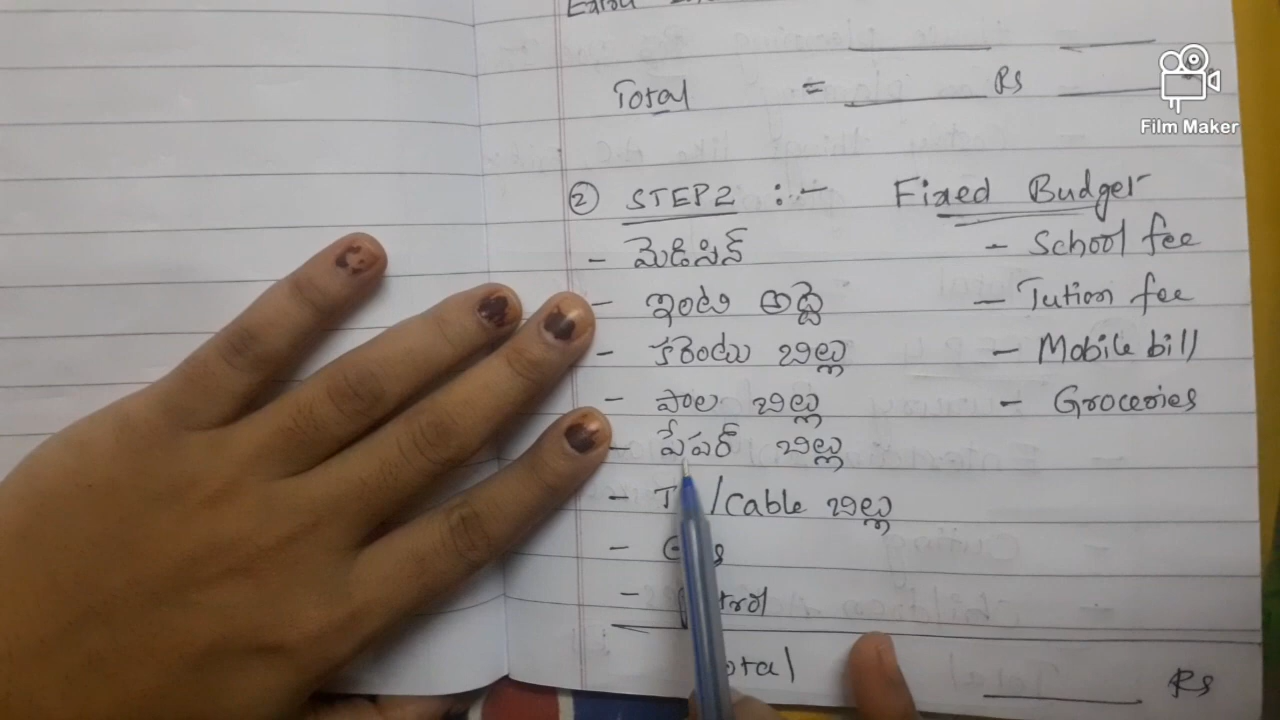 Total = Rs
Film Maker
② STEP 2 :- Fixed Budget
- మెడిసిన్ - School fee
- ఇంటి అద్దె - Tution fee
- కరెంటు బిల్లు - Mobile bill
- పాల బిల్లు - Groceries
- పేపర్ బిల్లు
- /Cable బిల్లు
Rs